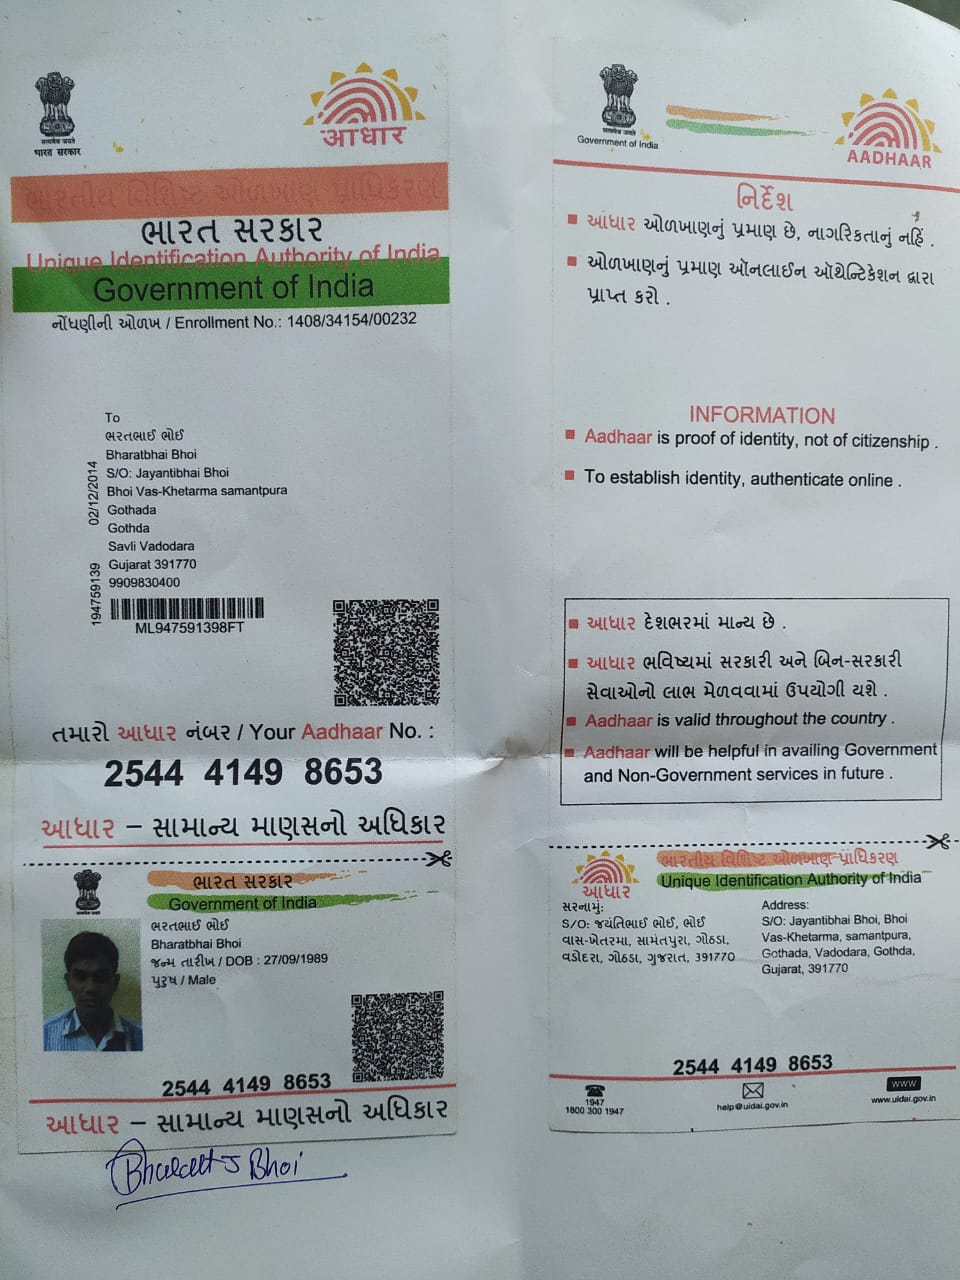 सत्यमेव जयते
भारत सरकार
आधार
ભારતીય વિશિષ્ટ ઓળખાણ પ્રાધિકરણ
ભારત સરકાર
Unique Identification Authority of India
Government of India
નોંધણીની ઓળખ / Enrollment No.: 1408/34154/00232
To
ભરતભાઈ ભોઈ
Bharatbhai Bhoi
S/O: Jayantibhai Bhoi
Bhoi Vas-Khetarma samantpura
Gothada
Gothda
Savli Vadodara
Gujarat 391770
9909830400
02/12/2014
194759139
ML947591398FT
તમારો આધાર નંબર / Your Aadhaar No. :
2544 4149 8653
આધાર – સામાન્ય માણસનો અધિકાર
ભારત સરકાર
Government of India
ભરતભાઈ ભોઈ
Bharatbhai Bhoi
જન્મ તારીખ / DOB : 27/09/1989
પુરુષ / Male
2544 4149 8653
આધાર – સામાન્ય માણસનો અધિકાર
Bharat J Bhoi
सत्यमेव जयते
Government of India
AADHAAR
નિર્દેશ
આધાર ઓળખાણનું પ્રમાણ છે, નાગરિકતાનું નહિ .
ઓળખાણનું પ્રમાણ ઑનલાઈન ઑથેન્ટિકેશન દ્વારા
પ્રાપ્ત કરો .
INFORMATION
Aadhaar is proof of identity, not of citizenship .
To establish identity, authenticate online .
આધાર દેશભરમાં માન્ય છે .
આધાર ભવિષ્યમાં સરકારી અને બિન-સરકારી
સેવાઓનો લાભ મેળવવામાં ઉપયોગી થશે .
Aadhaar is valid throughout the country .
Aadhaar will be helpful in availing Government
and Non-Government services in future .
આધાર
ભારતીય વિશિષ્ટ ઓળખાણ પ્રાધિકરણ
Unique Identification Authority of India
સરનામું:
S/O: જયંતિભાઈ ભોઈ, ભોઈ
વાસ-ખેતરમા, સામંતપુરા, ગોઠડા,
વડોદરા, ગોઠડા, ગુજરાત, 391770
Address:
S/O: Jayantibhai Bhoi, Bhoi
Vas-Khetarma, samantpura,
Gothada, Vadodara, Gothda,
Gujarat, 391770
2544 4149 8653
1947
1800 300 1947
help@uidai.gov.in
www
www.uidai.gov.in